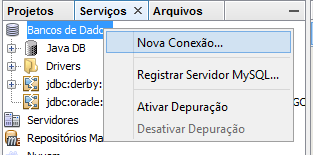 Projetos Serviços Arquivos
Bancos de Dado
Nova Conexão...
Java DB
Drivers
Registrar Servidor MySQL...
jdbc:derby:
jdbc:oracle:
Ativar Depuração
Servidores
Desativar Depuração
Repositórios Ma